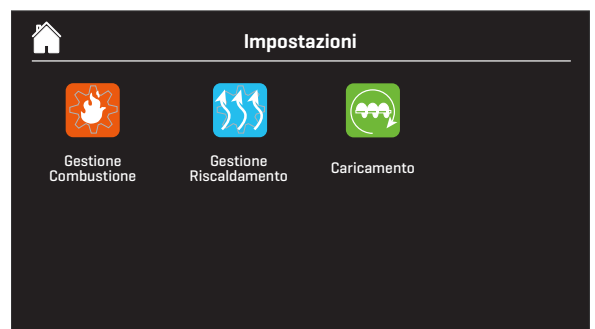 Impostazioni
Gestione
Combustione
Gestione
Riscaldamento
Caricamento